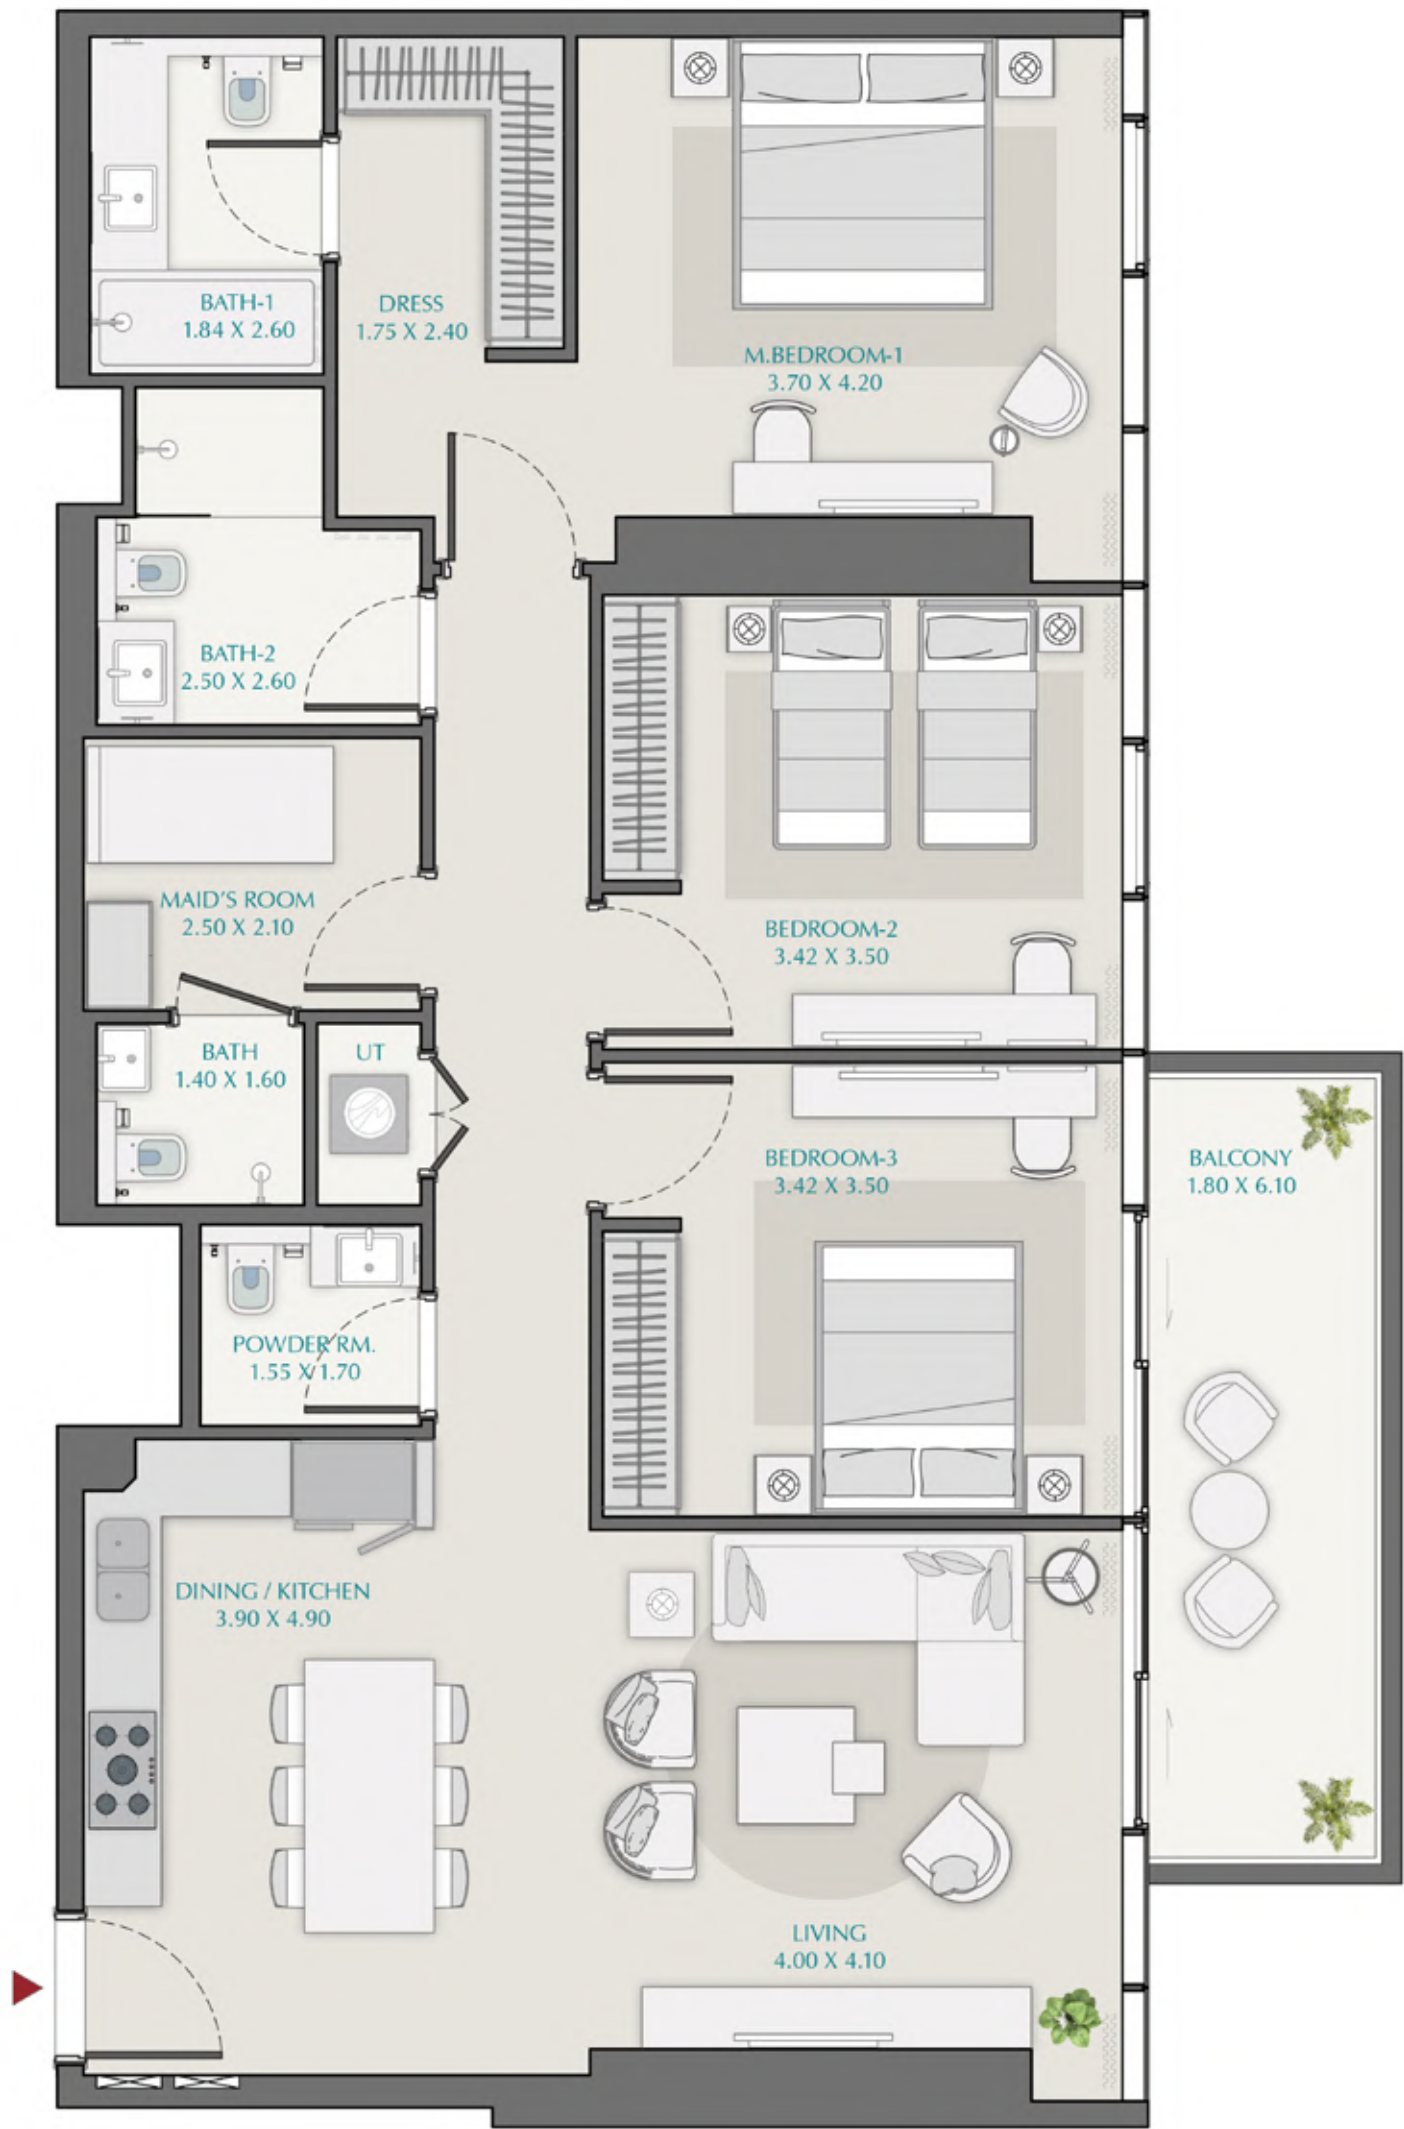 BATH-1
1.84 X 2.60
DRESS
1.75 X 2.40
M.BEDROOM-1
3.70 X 4.20
BATH-2
2.50 X 2.60
MAID'S ROOM
2.50 X 2.10
BEDROOM-2
3.42 X 3.50
BATH
1.40 X 1.60
UT
BEDROOM-3
3.42 X 3.50
BALCONY
1.80 X 6.10
POWDER RM.
1.55 X 1.70
DINING / KITCHEN
3.90 X 4.90
LIVING
4.00 X 4.10